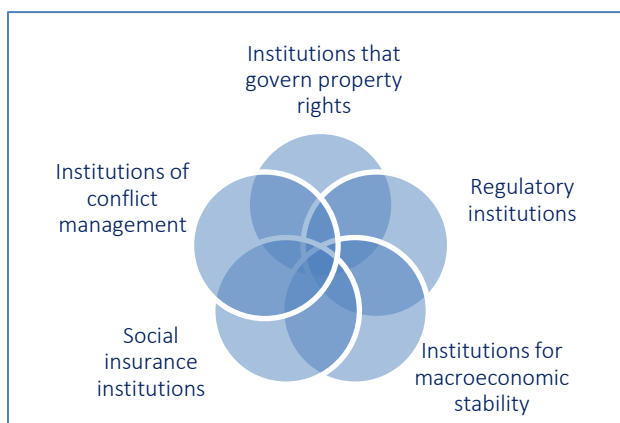 Institutions that
govern property
rights
Regulatory
institutions
Institutions for
macroeconomic
stability
Social
insurance
institutions
Institutions of
conflict
management